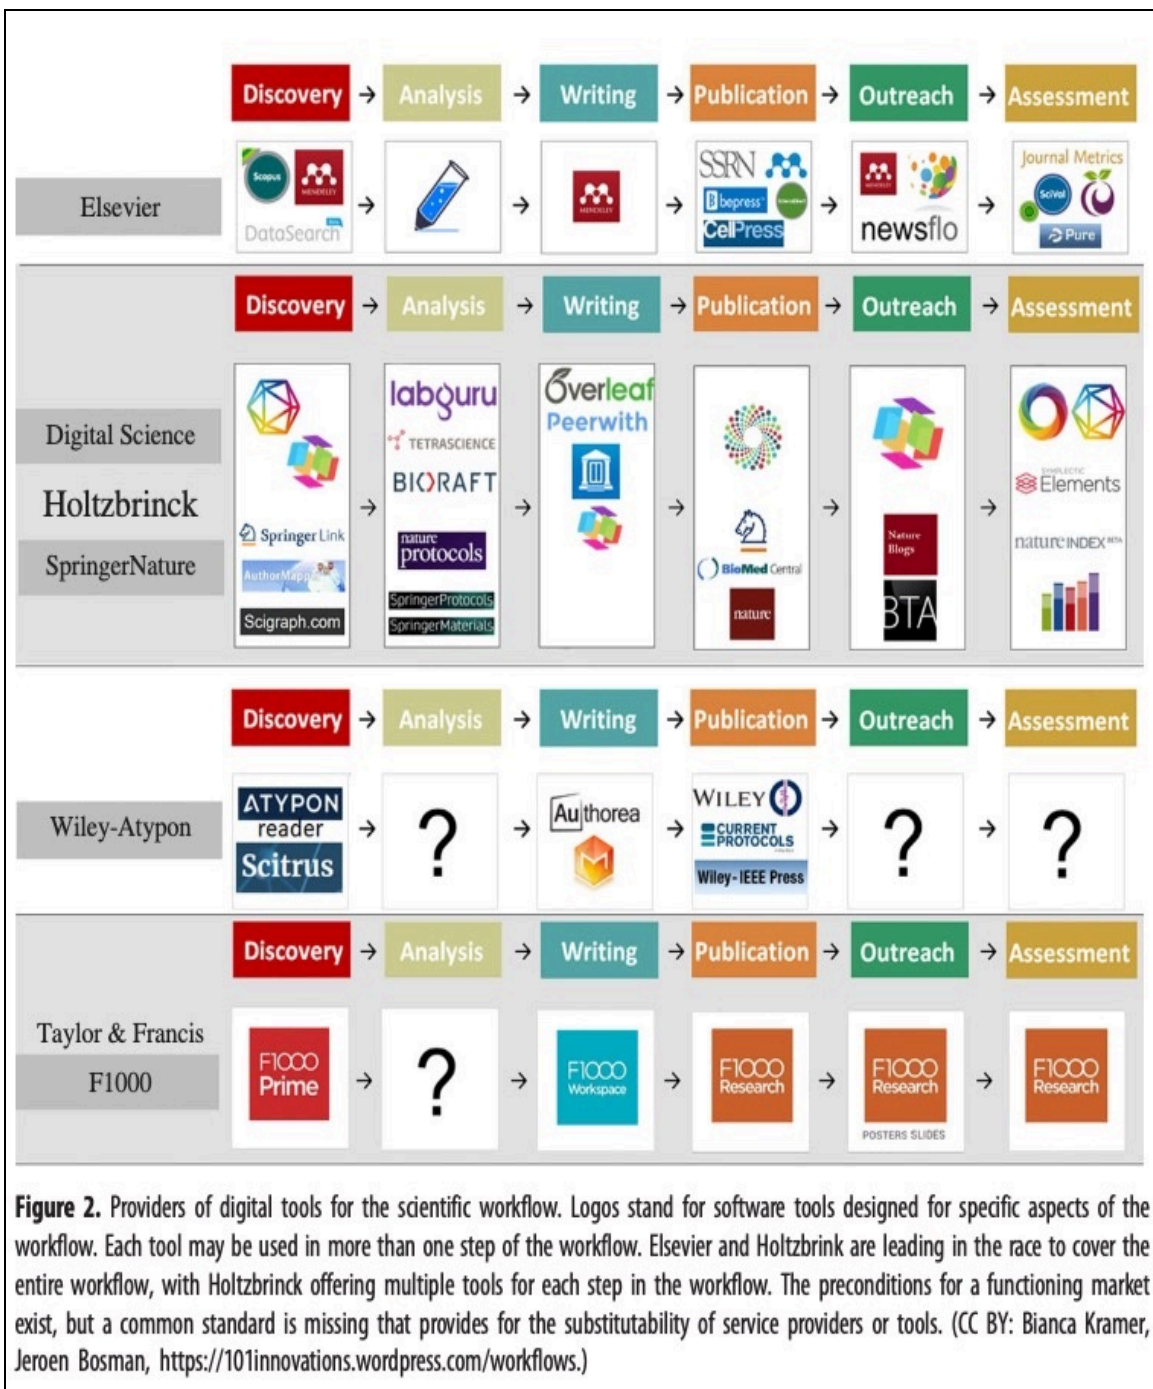 Discovery → Analysis → Writing → Publication → Outreach → Assessment
Elsevier
Scopus
MENDELEY
DataSearch
MENDELEY
SSRN
bepress
CellPress
MENDELEY
newsflo
Journal Metrics
SciVal
Pure
Discovery → Analysis → Writing → Publication → Outreach → Assessment
Digital Science
Holtzbrinck
SpringerNature
Springer Link
AuthorMapp
Scigraph.com
labguru
TETRASCIENCE
BIORAFT
nature
protocols
SpringerProtocols
SpringerMaterials
Overleaf
Peerwith
BioMed Central
nature
Nature
Blogs
BTA
SYMPLECTIC
Elements
nature INDEX BETA
Discovery → Analysis → Writing → Publication → Outreach → Assessment
Wiley-Atypon
ATYPON
reader
Scitrus
?
Authorea
WILEY
CURRENT
PROTOCOLS
Wiley-IEEE Press
?
?
Discovery → Analysis → Writing → Publication → Outreach → Assessment
Taylor & Francis
F1000
F1000
Prime
?
F1000
Workspace
F1000
Research
F1000
Research
POSTERS SLIDES
F1000
Research
Figure 2. Providers of digital tools for the scientific workflow. Logos stand for software tools designed for specific aspects of the
workflow. Each tool may be used in more than one step of the workflow. Elsevier and Holtzbrink are leading in the race to cover the
entire workflow, with Holtzbrinck offering multiple tools for each step in the workflow. The preconditions for a functioning market
exist, but a common standard is missing that provides for the substitutability of service providers or tools. (CC BY: Bianca Kramer,
Jeroen Bosman, https://101innovations.wordpress.com/workflows.)